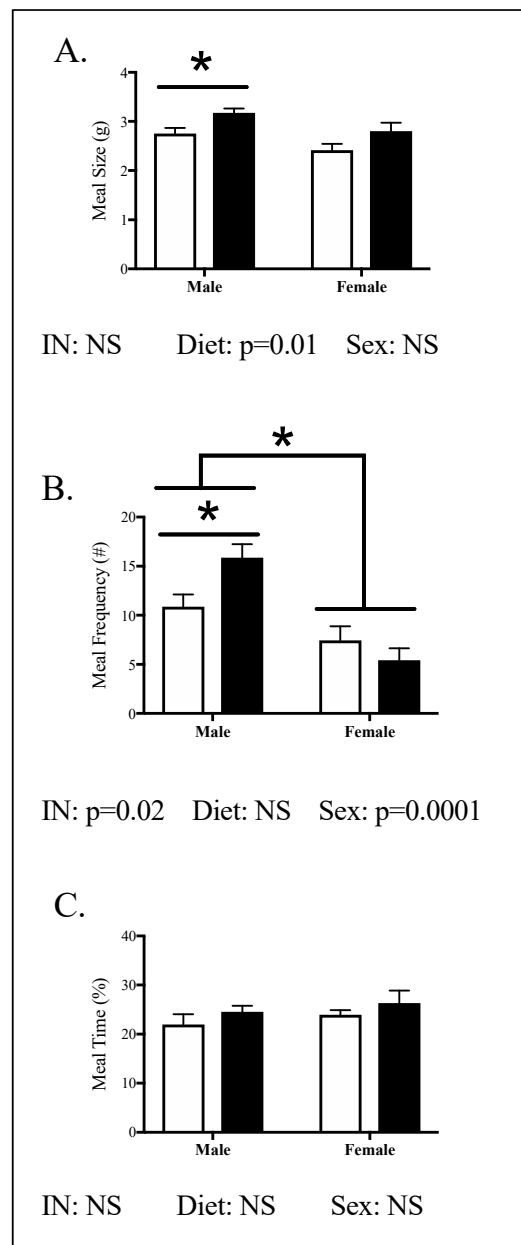 A.
*
4
3
2
1
0
Meal Size (g)
Male Female
IN: NS Diet: p=0.01 Sex: NS
*
B.
*
20
15
10
5
0
Meal Frequency (#)
Male Female
IN: p=0.02 Diet: NS Sex: p=0.0001
C.
40
30
20
10
0
Meal Time (%)
Male Female
IN: NS Diet: NS Sex: NS